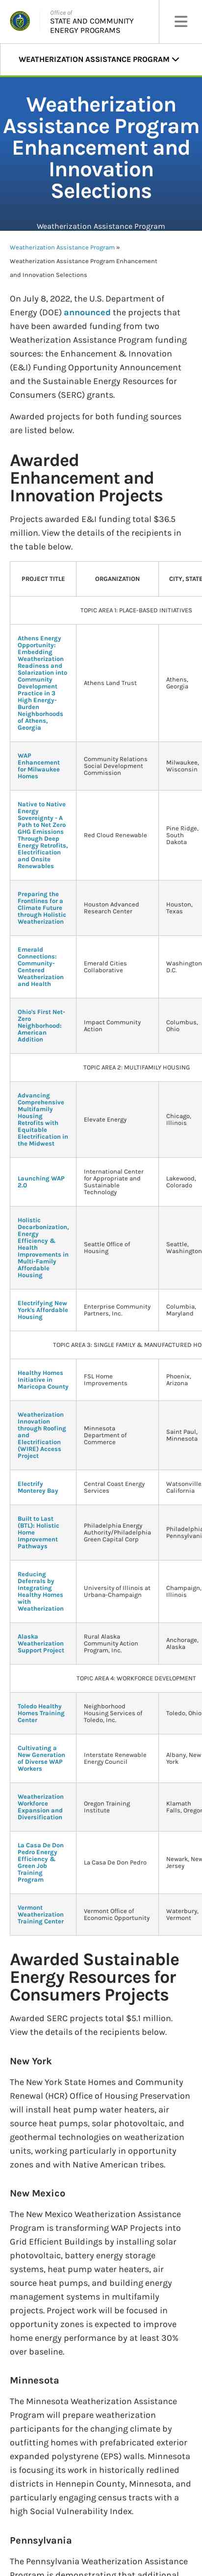 Office of
STATE AND COMMUNITY
ENERGY PROGRAMS
WEATHERIZATION ASSISTANCE PROGRAM
Weatherization
Assistance Program
Enhancement and
Innovation
Selections
Weatherization Assistance Program
Weatherization Assistance Program »
Weatherization Assistance Program Enhancement
and Innovation Selections
On July 8, 2022, the U.S. Department of
Energy (DOE) announced the projects that
have been awarded funding from two
Weatherization Assistance Program funding
sources: the Enhancement & Innovation
(E&I) Funding Opportunity Announcement
and the Sustainable Energy Resources for
Consumers (SERC) grants.
Awarded projects for both funding sources
are listed below.
Awarded
Enhancement and
Innovation Projects
Projects awarded E&I funding total $36.5
million. View the details of the recipients in
the table below.
PROJECT TITLE ORGANIZATION CITY, STATE
TOPIC AREA 1: PLACE-BASED INITIATIVES
Athens Energy
Opportunity:
Embedding
Weatherization
Readiness and
Solarization into
Community
Development
Practice in 3
High Energy-
Burden
Neighborhoods
of Athens,
Georgia
Athens Land Trust
Athens,
Georgia
WAP
Enhancement
for Milwaukee
Homes
Community Relations
Social Development
Commission
Milwaukee,
Wisconsin
Native to Native
Energy
Sovereignty - A
Path to Net Zero
GHG Emissions
Through Deep
Energy Retrofits,
Electrification
and Onsite
Renewables
Red Cloud Renewable
Pine Ridge,
South
Dakota
Preparing the
Frontlines for a
Climate Future
through Holistic
Weatherization
Houston Advanced
Research Center
Houston,
Texas
Emerald
Connections:
Community-
Centered
Weatherization
and Health
Emerald Cities
Collaborative
Washington
D.C.
Ohio's First Net-
Zero
Neighborhood:
American
Addition
Impact Community
Action
Columbus,
Ohio
TOPIC AREA 2: MULTIFAMILY HOUSING
Advancing
Comprehensive
Multifamily
Housing
Retrofits with
Equitable
Electrification in
the Midwest
Elevate Energy
Chicago,
Illinois
Launching WAP
2.0
International Center
for Appropriate and
Sustainable
Technology
Lakewood,
Colorado
Holistic
Decarbonization,
Energy
Efficiency &
Health
Improvements in
Multi-Family
Affordable
Housing
Seattle Office of
Housing
Seattle,
Washington
Electrifying New
York's Affordable
Housing
Enterprise Community
Partners, Inc.
Columbia,
Maryland
TOPIC AREA 3: SINGLE FAMILY & MANUFACTURED HO
Healthy Homes
Initiative in
Maricopa County
FSL Home
Improvements
Phoenix,
Arizona
Weatherization
Innovation
through Roofing
and
Electrification
(WIRE) Access
Project
Minnesota
Department of
Commerce
Saint Paul,
Minnesota
Electrify
Monterey Bay
Central Coast Energy
Services
Watsonville
California
Built to Last
(BTL): Holistic
Home
Improvement
Pathways
Philadelphia Energy
Authority/Philadelphia
Green Capital Corp
Philadelphia
Pennsylvani
Reducing
Deferrals by
Integrating
Healthy Homes
with
Weatherization
University of Illinois at
Urbana-Champaign
Champaign,
Illinois
Alaska
Weatherization
Support Project
Rural Alaska
Community Action
Program, Inc.
Anchorage,
Alaska
TOPIC AREA 4: WORKFORCE DEVELOPMENT
Toledo Healthy
Homes Training
Center
Neighborhood
Housing Services of
Toledo, Inc.
Toledo, Ohio
Cultivating a
New Generation
of Diverse WAP
Workers
Interstate Renewable
Energy Council
Albany, New
York
Weatherization
Workforce
Expansion and
Diversification
Oregon Training
Institute
Klamath
Falls, Oregon
La Casa De Don
Pedro Energy
Efficiency &
Green Job
Training
Program
La Casa De Don Pedro
Newark, New
Jersey
Vermont
Weatherization
Training Center
Vermont Office of
Economic Opportunity
Waterbury,
Vermont
Awarded Sustainable
Energy Resources for
Consumers Projects
Awarded SERC projects total $5.1 million.
View the details of the recipients below.
New York
The New York State Homes and Community
Renewal (HCR) Office of Housing Preservation
will install heat pump water heaters, air
source heat pumps, solar photovoltaic, and
geothermal technologies on weatherization
units, working particularly in opportunity
zones and with Native American tribes.
New Mexico
The New Mexico Weatherization Assistance
Program is transforming WAP Projects into
Grid Efficient Buildings by installing solar
photovoltaic, battery energy storage
systems, heat pump water heaters, air
source heat pumps, and building energy
management systems in multifamily
projects. Project work will be focused in
opportunity zones is expected to improve
home energy performance by at least 30%
over baseline.
Minnesota
The Minnesota Weatherization Assistance
Program will prepare weatherization
participants for the changing climate by
outfitting homes with prefabricated exterior
expanded polystyrene (EPS) walls. Minnesota
is focusing its work in historically redlined
districts in Hennepin County, Minnesota, and
particularly engaging census tracts with a
high Social Vulnerability Index.
Pennsylvania
The Pennsylvania Weatherization Assistance
Program is demonstrating that additional